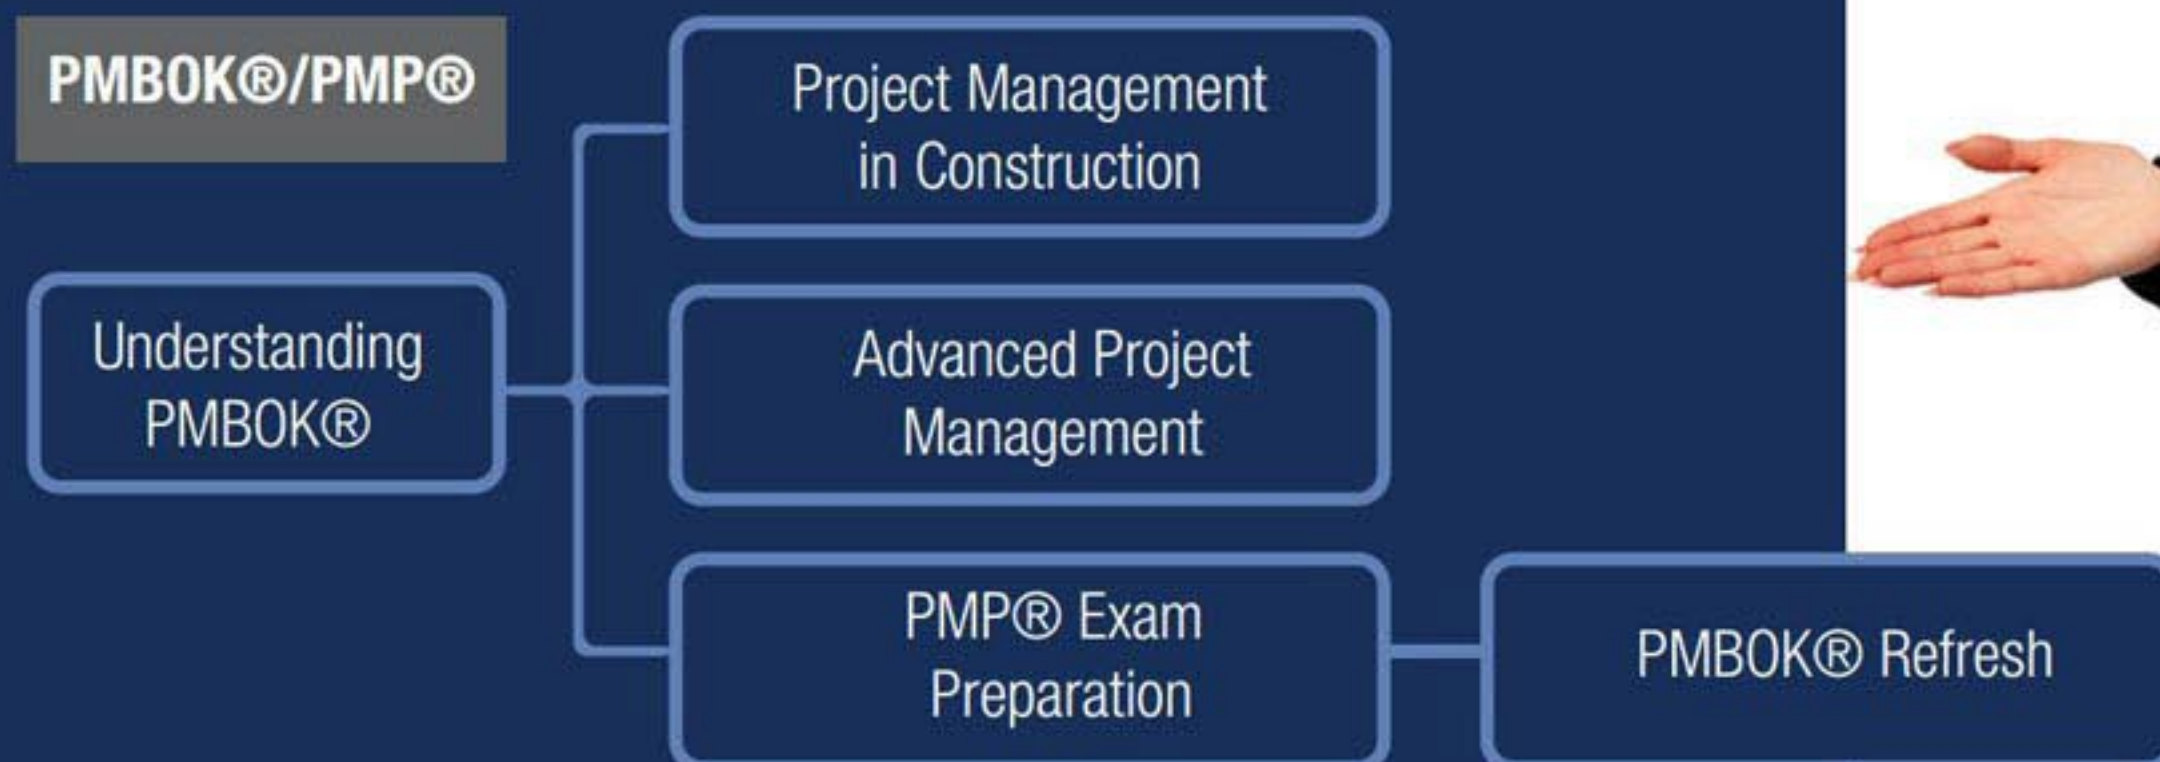 PMBOK®/PMP®
Project Management
in Construction
Understanding
PMBOK®
Advanced Project
Management
PMP® Exam
Preparation
PMBOK® Refresh